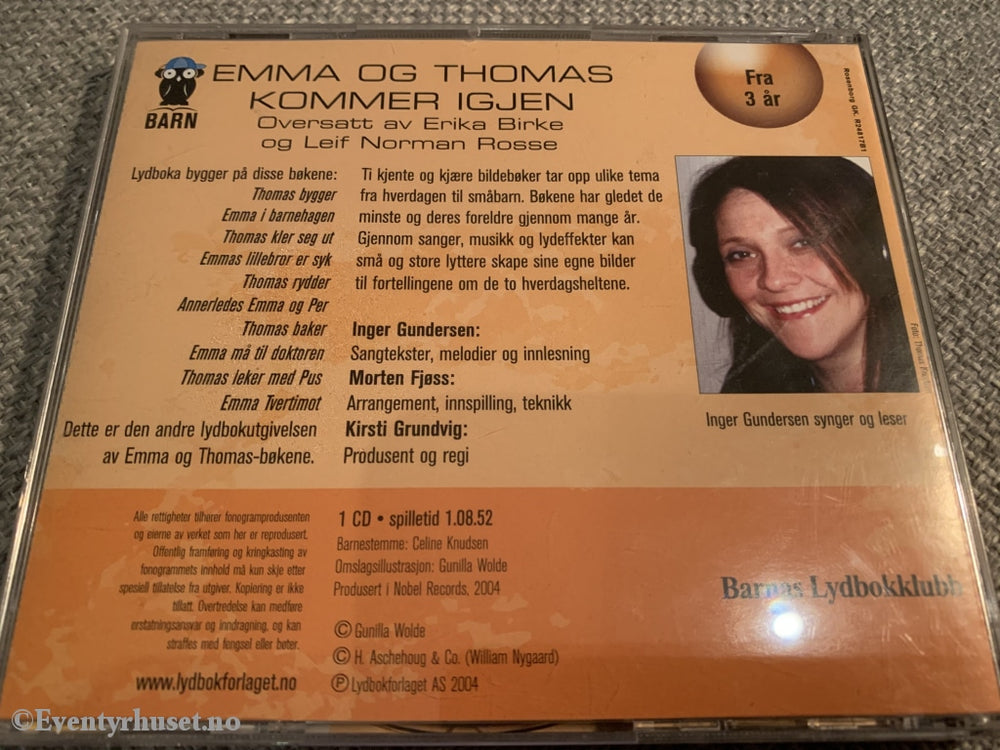 BARN
EMMA OG THOMAS
KOMMER IGJEN
Oversatt av Erika Birke
og Leif Norman Rosse
Fra
3 år
Rosenborg GK. R2481781
Lydboka bygger på disse bøkene:
Thomas bygger
Emma i barnehagen
Thomas kler seg ut
Emmas lillebror er syk
Thomas rydder
Annerledes Emma og Per
Thomas baker
Emma må til doktoren
Thomas leker med Pus
Emma Tvertimot
Dette er den andre lydbokutgivelsen
av Emma og Thomas-bøkene.
Ti kjente og kjære bildebøker tar opp ulike tema
fra hverdagen til småbarn. Bøkene har gledet de
minste og deres foreldre gjennom mange år.
Gjennom sanger, musikk og lydeffekter kan
små og store lyttere skape sine egne bilder
til fortellingene om de to hverdagsheltene.
Inger Gundersen:
Sangtekster, melodier og innlesning
Morten Fjøss:
Arrangement, innspilling, teknikk
Kirsti Grundvig:
Produsent og regi
Foto: Thomas
Inger Gundersen synger og leser
Alle rettigheter tilhører fonogramprodusenten
og eierne av verket som her er reprodusert.
Offentlig framføring og kringkasting av
fonogrammets innhold må kun skje etter
spesiell tillatelse fra utgiver. Kopiering er ikke
tillatt. Overtredelse kan medføre
erstatningsansvar og inndragning, og kan
straffes med fengsel eller bøter.
www.lydbokforlaget.no
1 CD • spilletid 1.08.52
Barnestemme: Celine Knudsen
Omslagsillustrasjon: Gunilla Wolde
Produsert i Nobel Records, 2004
© Gunilla Wolde
© H. Aschehoug & Co. (William Nygaard)
℗ Lydbokforlaget AS 2004
Barnas Lydbokklubb
©Eventyrhuset.no